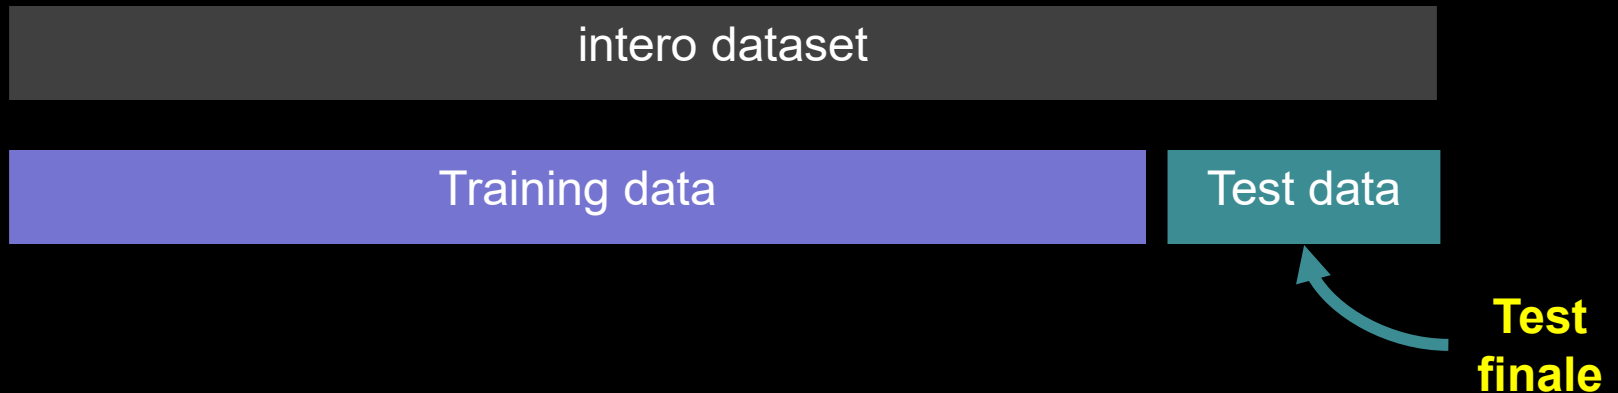 intero dataset
Training data
Test data
Test
finale